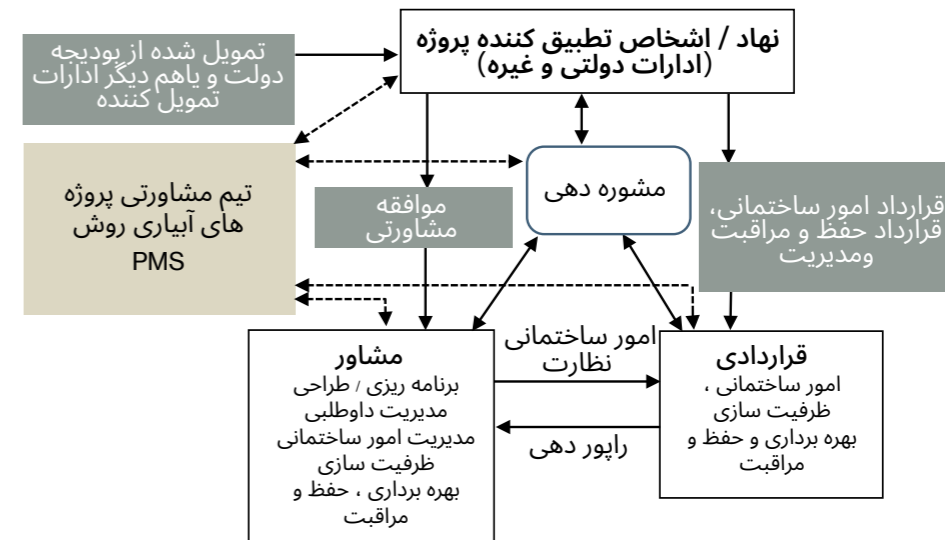 نهاد / اشخاص تطبیق کننده پروژه
(ادارات دولتی و غیره)
تمویل شده از بودیجه
دولت و یاهم دیگر ادارات
تمویل کننده
تیم مشاورتی پروژه
های آبیاری روش
PMS
مشوره دهی
موافقه
مشاورتی
قرارداد امور ساختمانی،
قرارداد حفظ و مراقبت
ومدیریت
قراردادی
امور ساختمانی ،
ظرفیت سازی
بهره برداری و حفظ و
مراقبت
امور ساختمانی
نظارت
راپور دهی
مشاور
برنامه ریزی / طراحی
مدیریت داوطلبی
مدیریت امور ساختمانی
ظرفیت سازی
بهره برداری ، حفظ و
مراقبت